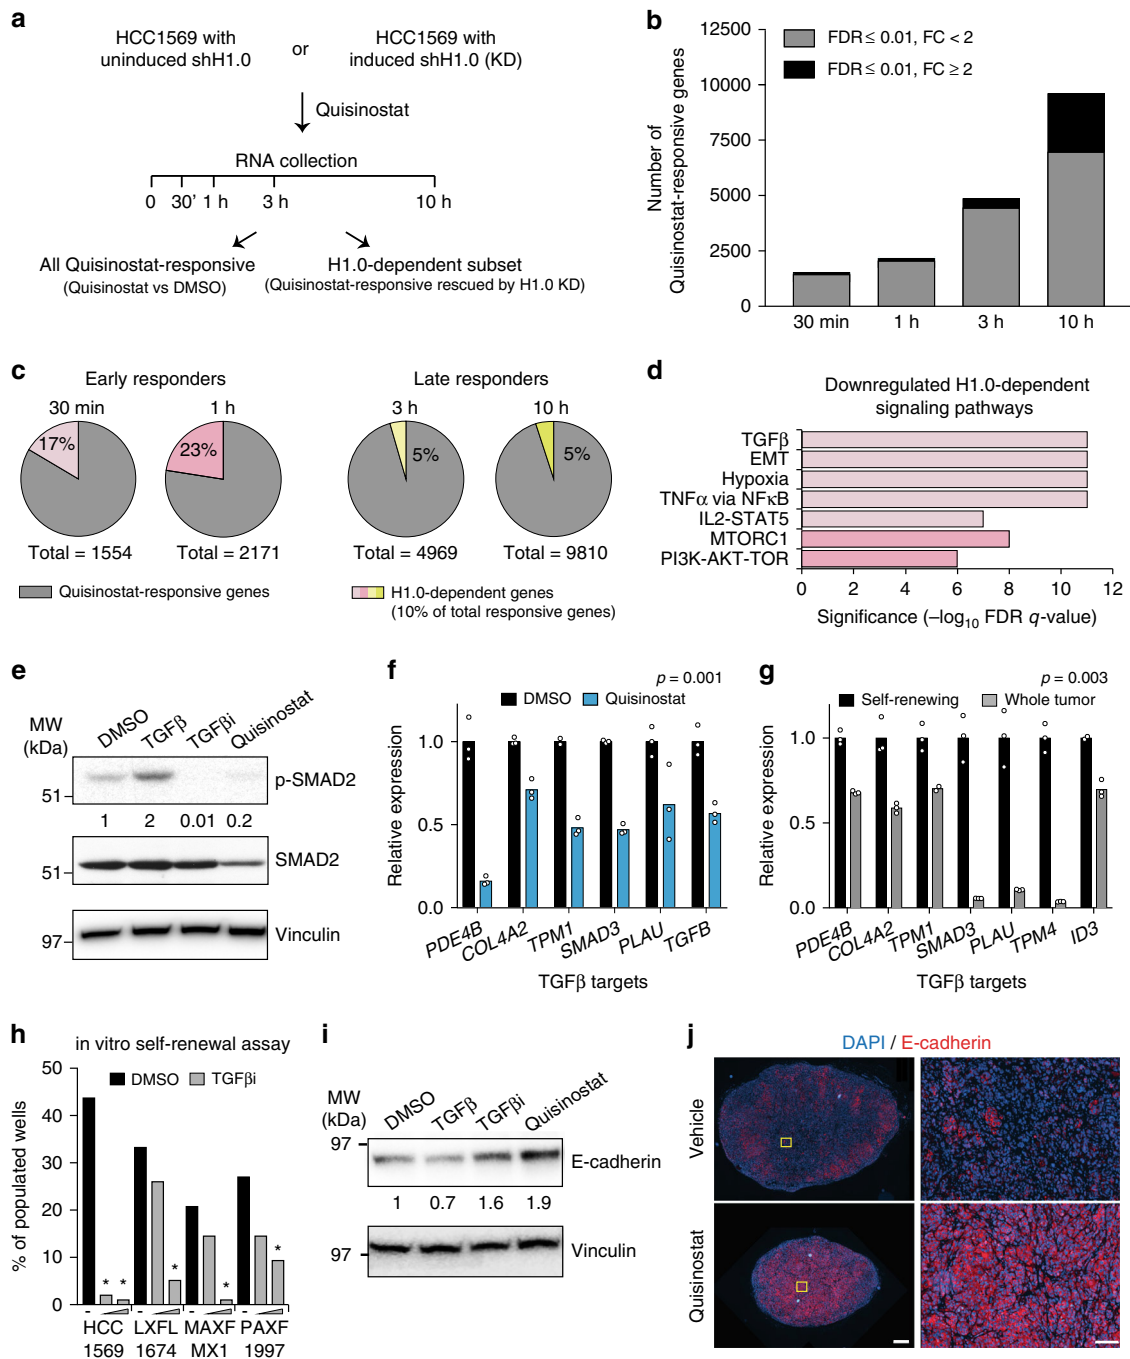 a
HCC1569 with
uninduced shH1.0
or
HCC1569 with
induced shH1.0 (KD)
Quisinostat
RNA collection
0 30' 1 h 3 h 10 h
All Quisinostat-responsive
(Quisinostat vs DMSO)
H1.0-dependent subset
(Quisinostat-responsive rescued by H1.0 KD)
b
Number of
Quisinostat-responsive genes
12500
10000
7500
5000
2500
0
FDR ≤ 0.01, FC < 2
FDR ≤ 0.01, FC ≥ 2
30 min 1 h 3 h 10 h
c
Early responders
Late responders
30 min 1 h 3 h 10 h
17% 23% 5% 5%
Total = 1554 Total = 2171 Total = 4969 Total = 9810
Quisinostat-responsive genes
H1.0-dependent genes
(10% of total responsive genes)
d
Downregulated H1.0-dependent
signaling pathways
TGFβ
EMT
Hypoxia
TNFα via NFκB
IL2-STAT5
MTORC1
PI3K-AKT-TOR
0 2 4 6 8 10 12
Significance (–log10 FDR q-value)
e
MW
(kDa)
DMSO TGFβ TGFβi Quisinostat
p-SMAD2
51
1 2 0.01 0.2
SMAD2
51
Vinculin
97
f
p = 0.001
DMSO Quisinostat
Relative expression
1.0
0.5
0.0
PDE4B COL4A2 TPM1 SMAD3 PLAU TGFB
TGFβ targets
g
p = 0.003
Self-renewing Whole tumor
Relative expression
1.0
0.5
0.0
PDE4B COL4A2 TPM1 SMAD3 PLAU TPM4 ID3
TGFβ targets
h
in vitro self-renewal assay
DMSO TGFβi
% of populated wells
50
40
30
20
10
0
* * * * *
- - - -
HCC LXFL MAXF PAXF
1569 1674 MX1 1997
i
MW
(kDa)
DMSO TGFβ TGFβi Quisinostat
97
E-cadherin
1 0.7 1.6 1.9
97
Vinculin
j
DAPI / E-cadherin
Vehicle
Quisinostat